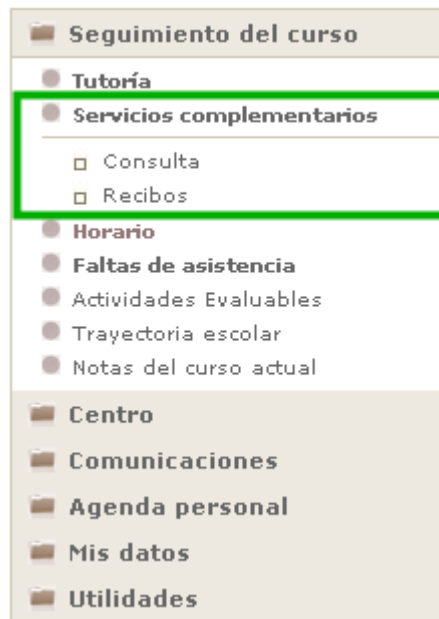 Seguimiento del curso
Tutoría
Servicios complementarios
Consulta
Recibos
Horario
Faltas de asistencia
Actividades Evaluables
Trayectoria escolar
Notas del curso actual
Centro
Comunicaciones
Agenda personal
Mis datos
Utilidades